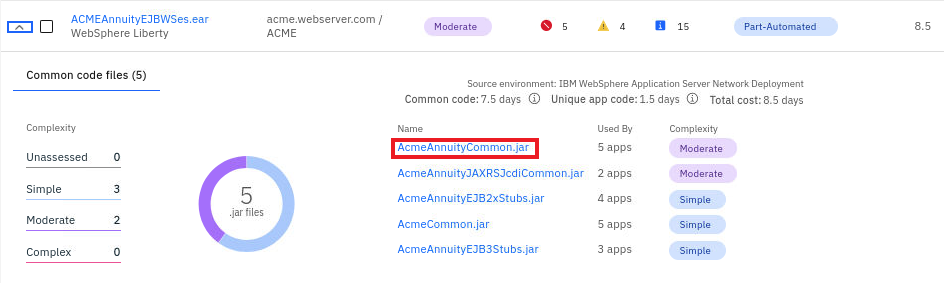 ACMEAnnuityEJBWSes.ear
WebSphere Liberty
acme.webserver.com /
ACME
Moderate
5
4
15
Part-Automated
8.5
Common code files (5)
Source environment: IBM WebSphere Application Server Network Deployment
Common code: 7.5 days Unique app code: 1.5 days Total cost: 8.5 days
Complexity
Unassessed 0
Simple 3
Moderate 2
Complex 0
5
.jar files
Name Used By Complexity
AcmeAnnuityCommon.jar 5 apps Moderate
AcmeAnnuityJAXRSJcdiCommon.jar 2 apps Moderate
AcmeAnnuityEJB2xStubs.jar 4 apps Simple
AcmeCommon.jar 5 apps Simple
AcmeAnnuityEJB3Stubs.jar 3 apps Simple